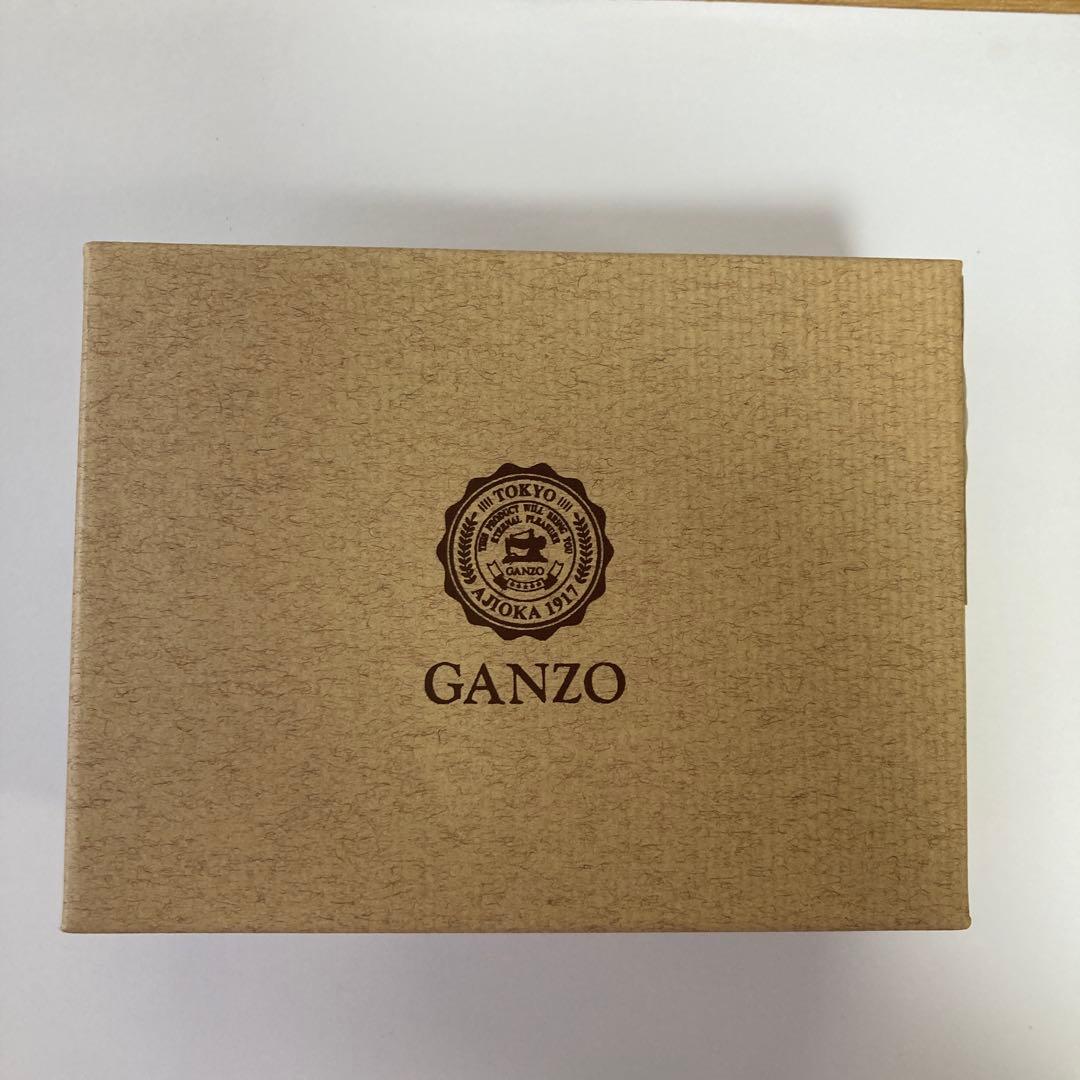 TOKYO
THIS PRODUCT WILL BRING YOU
ETERNAL PLEASURE
GANZO
AJIOKA 1917
GANZO